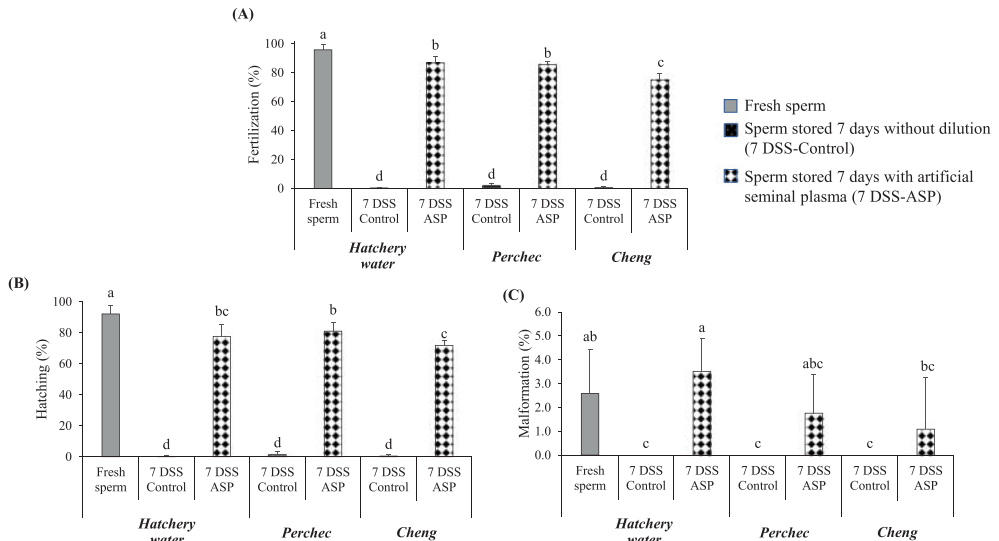 (A)
Fertilization (%)
100
80
60
40
20
0
a
d
b
d
b
d
c
Fresh
sperm
7 DSS
Control
7 DSS
ASP
7 DSS
Control
7 DSS
ASP
7 DSS
Control
7 DSS
ASP
Hatchery
water
Perchec
Cheng
Fresh sperm
Sperm stored 7 days without dilution
(7 DSS-Control)
Sperm stored 7 days with artificial
seminal plasma (7 DSS-ASP)
(B)
Hatching (%)
100
80
60
40
20
0
a
d
bc
d
b
d
c
Fresh
sperm
7 DSS
Control
7 DSS
ASP
7 DSS
Control
7 DSS
ASP
7 DSS
Control
7 DSS
ASP
Hatchery
water
Perchec
Cheng
(C)
Malformation (%)
6.0
5.0
4.0
3.0
2.0
1.0
0.0
ab
c
a
c
abc
c
bc
Fresh
sperm
7 DSS
Control
7 DSS
ASP
7 DSS
Control
7 DSS
ASP
7 DSS
Control
7 DSS
ASP
Hatchery
water
Perchec
Cheng